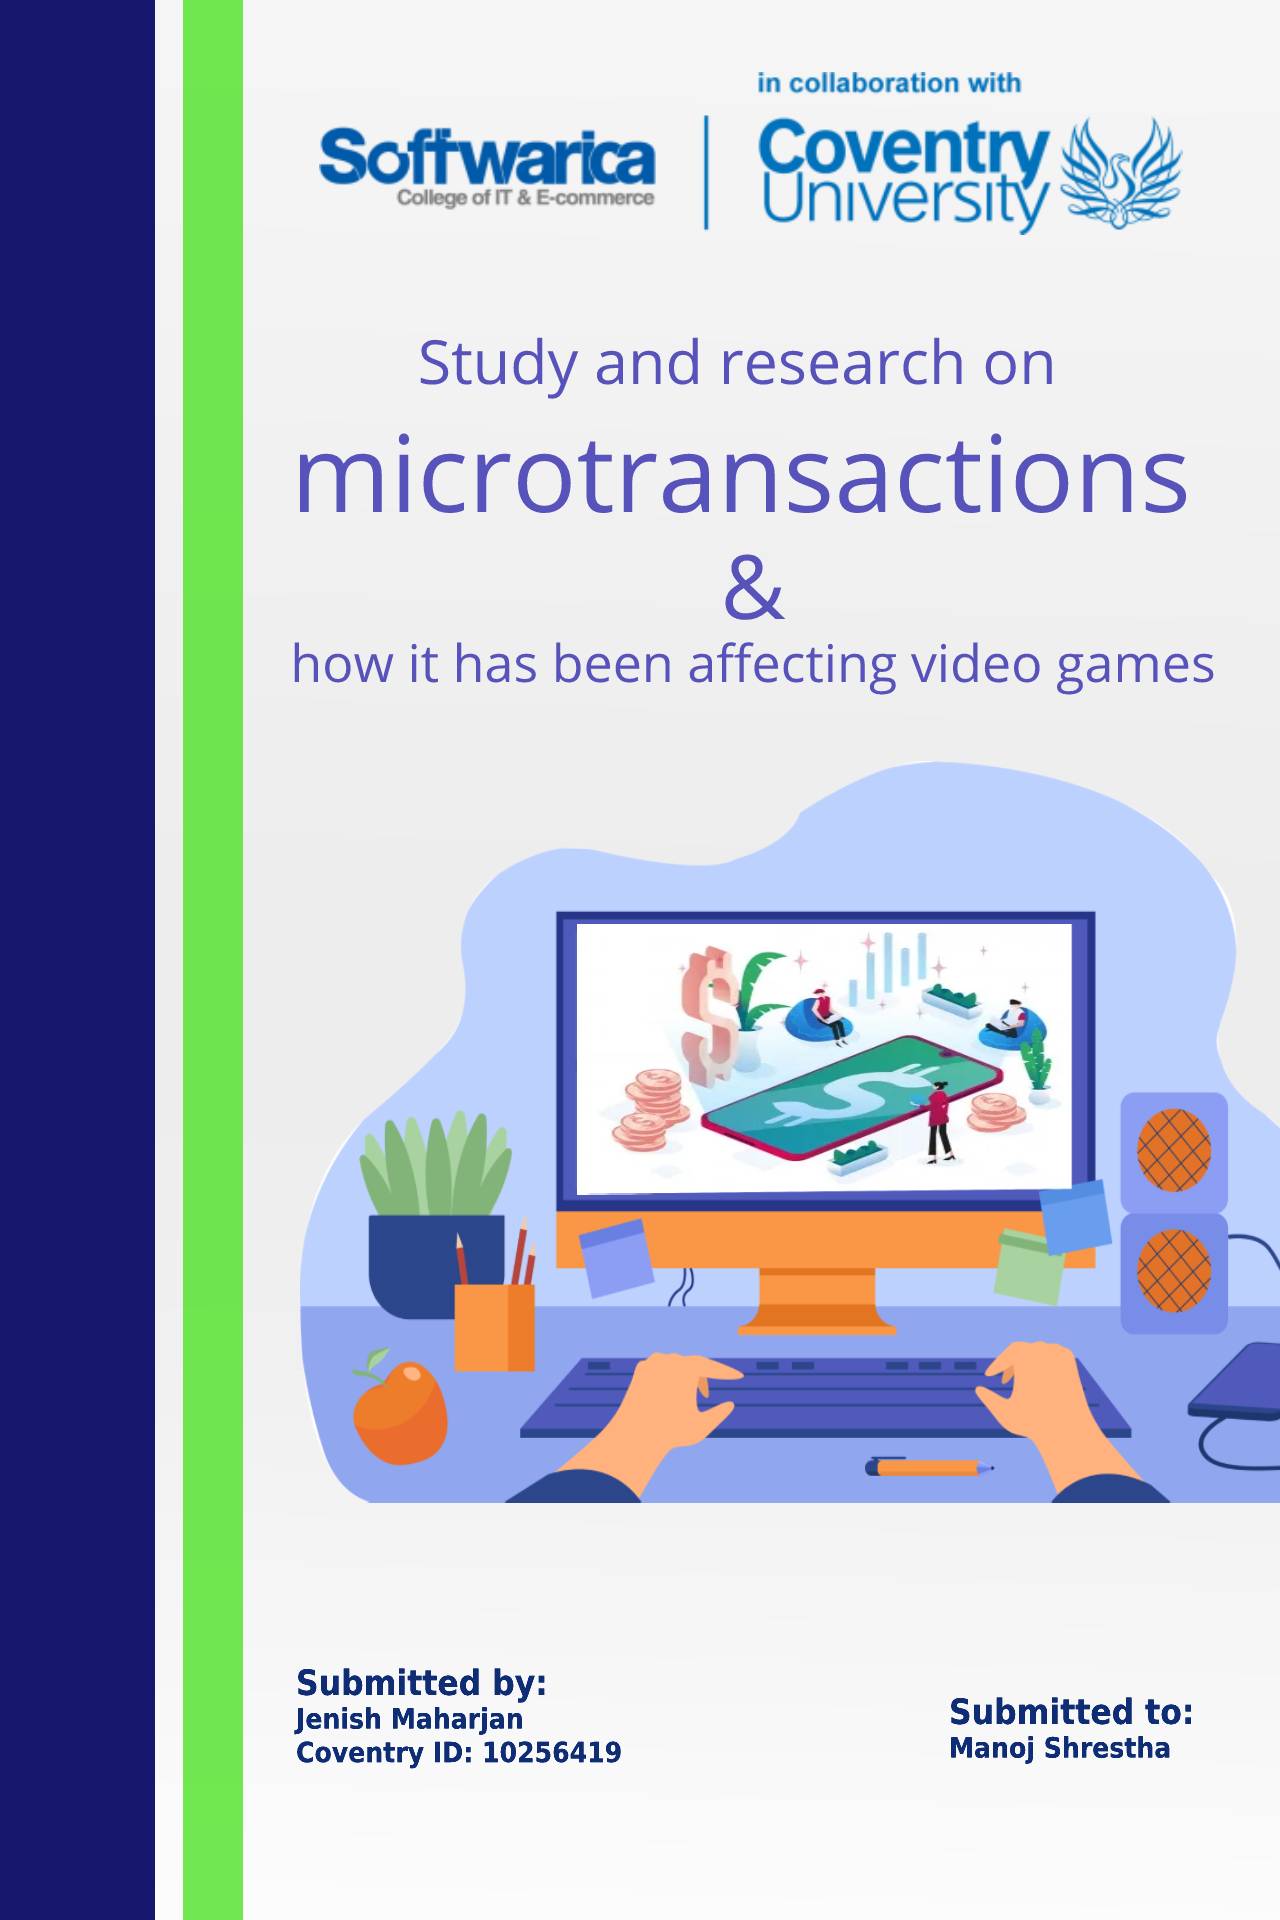 in collaboration with
Softwarica
College of IT & E-commerce
Coventry
University
Study and research on
microtransactions
&
how it has been affecting video games
$
Submitted by:
Jenish Maharjan
Coventry ID: 10256419
Submitted to:
Manoj Shrestha